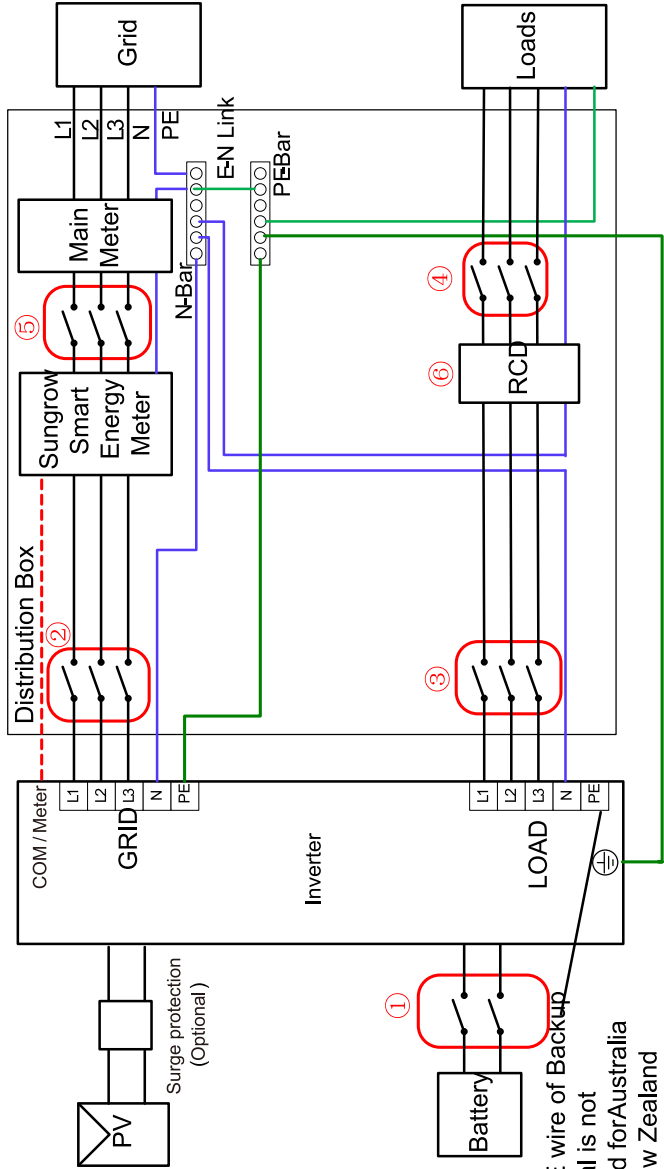 Grid
Loads
L1
L2
L3
N
PE
E-N Link
PE-Bar
N-Bar
Main
Meter
⑤
④
⑥
RCD
Sungrow
Smart
Energy
Meter
Distribution Box
②
③
COM / Meter
L1
L2
L3
N
PE
GRID
L1
L2
L3
N
PE
LOAD
Inverter
Surge protection
(Optional)
PV
①
Battery
wire of Backup
is not
forAustralia
Zealand